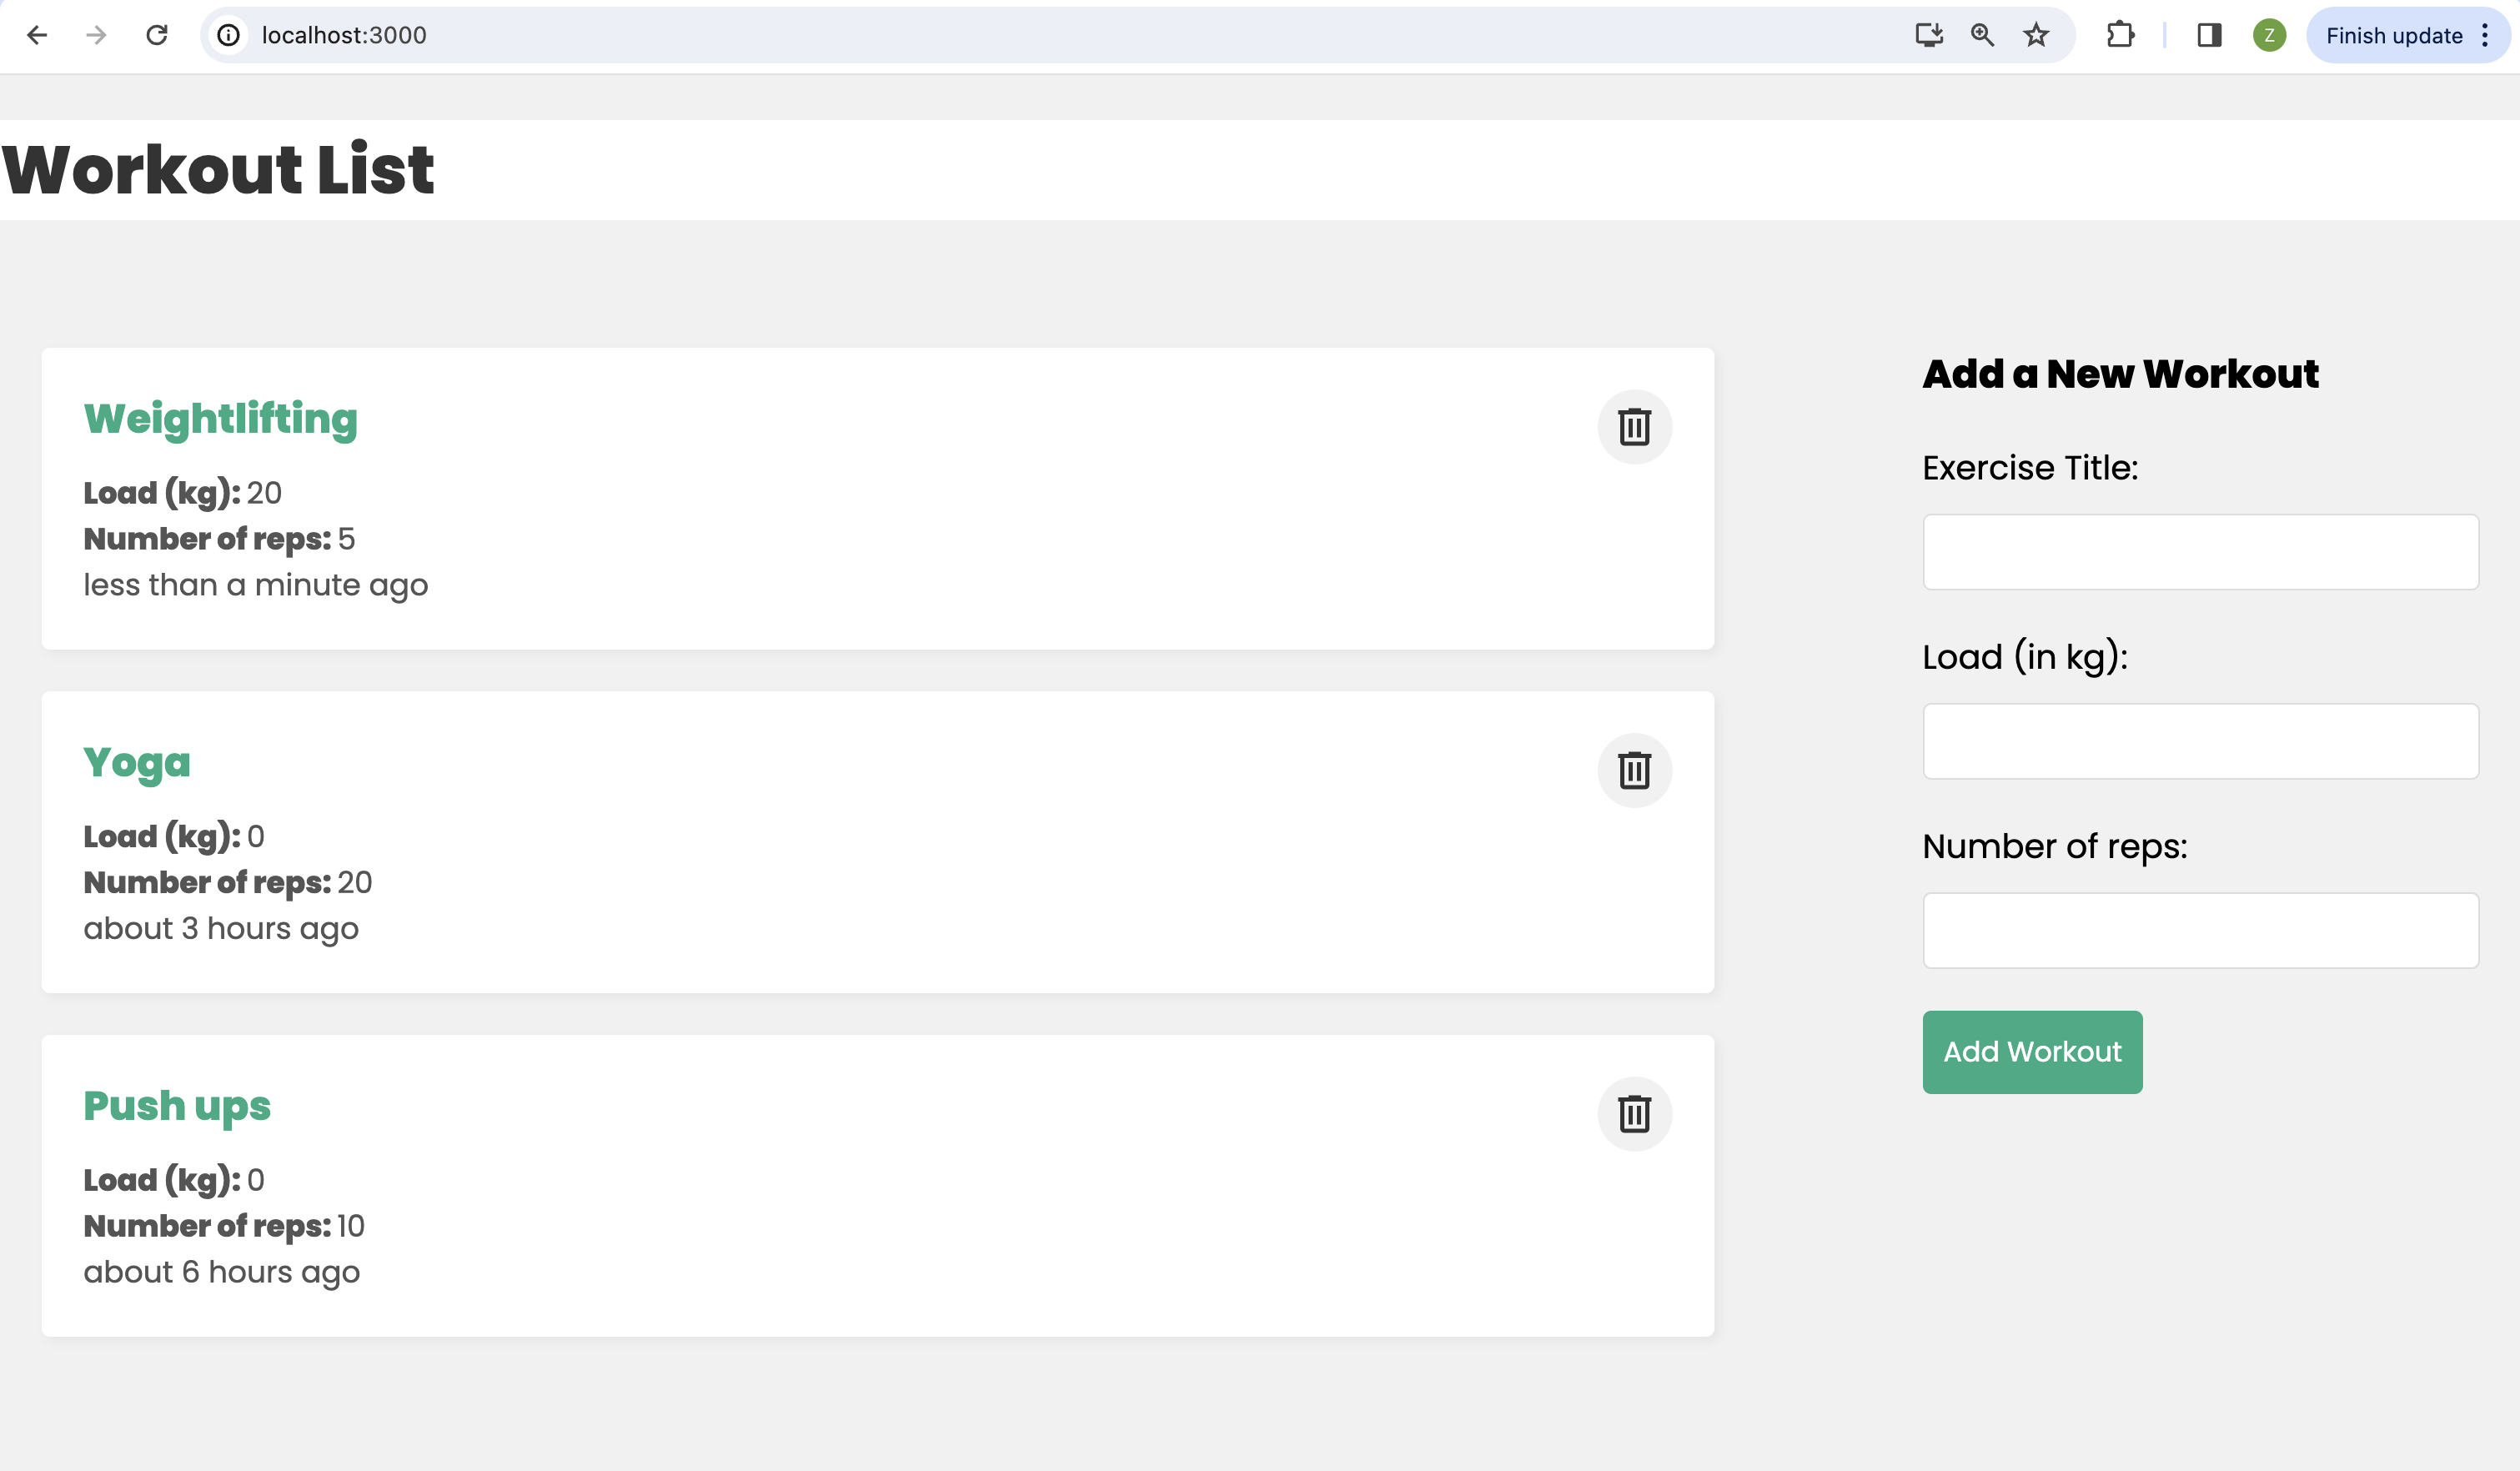 localhost:3000
Z
Finish update
Workout List
Weightlifting
Load (kg): 20
Number of reps: 5
less than a minute ago
Yoga
Load (kg): 0
Number of reps: 20
about 3 hours ago
Push ups
Load (kg): 0
Number of reps: 10
about 6 hours ago
Add a New Workout
Exercise Title:
Load (in kg):
Number of reps:
Add Workout